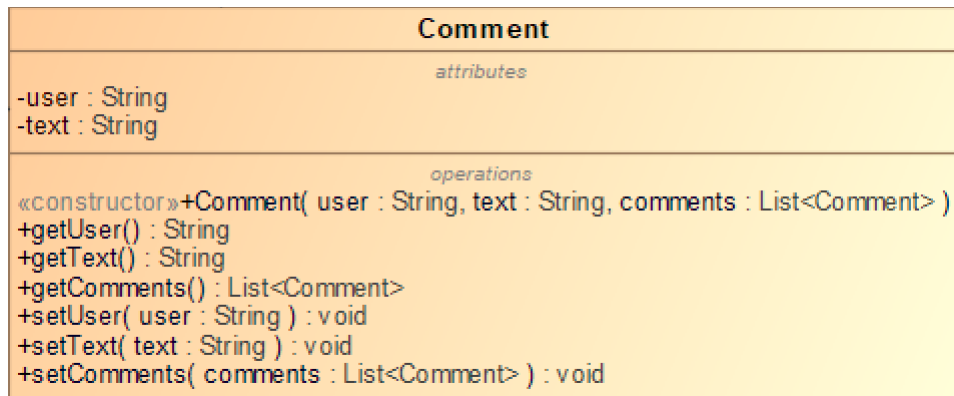 Comment
attributes
-user : String
-text : String
operations
«constructor»+Comment( user : String, text : String, comments : List<Comment> )
+getUser() : String
+getText() : String
+getComments() : List<Comment>
+setUser( user : String ) : void
+setText( text : String ) : void
+setComments( comments : List<Comment> ) : void